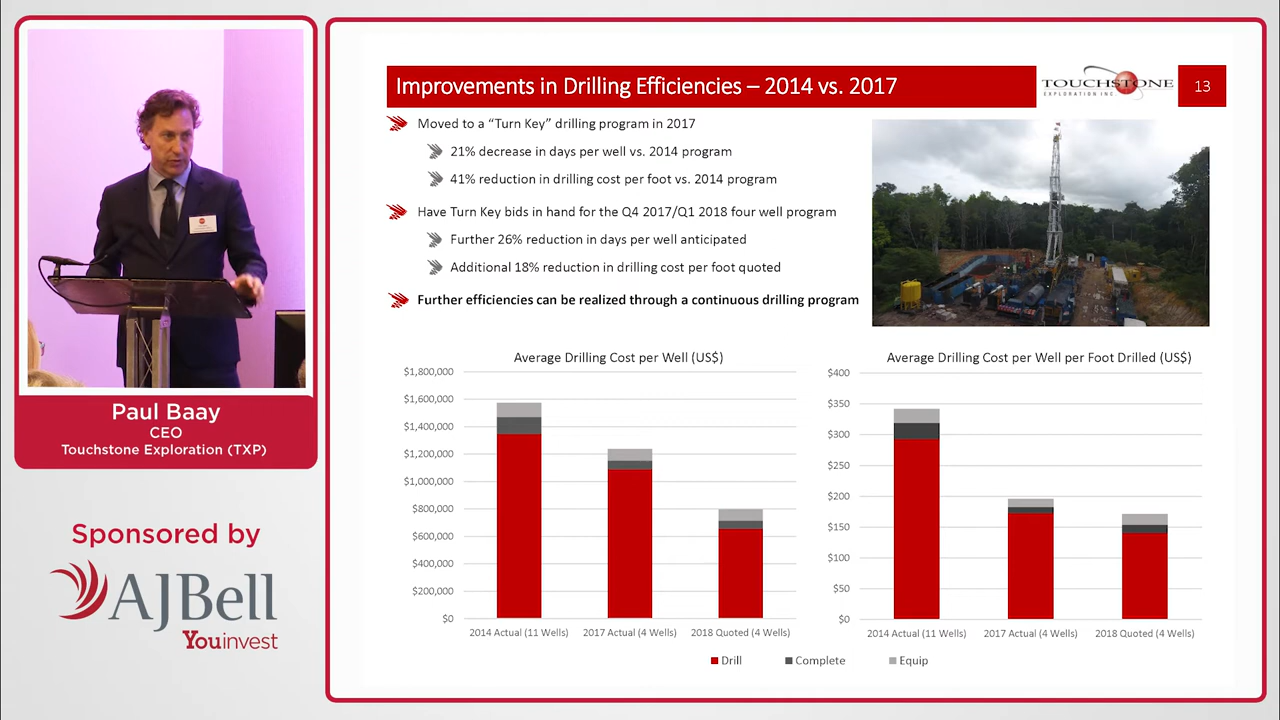 Improvements in Drilling Efficiencies – 2014 vs. 2017
TOUCHSTONE
EXPLORATION INC.
13
Moved to a “Turn Key” drilling program in 2017
21% decrease in days per well vs. 2014 program
41% reduction in drilling cost per foot vs. 2014 program
Have Turn Key bids in hand for the Q4 2017/Q1 2018 four well program
Further 26% reduction in days per well anticipated
Additional 18% reduction in drilling cost per foot quoted
Further efficiencies can be realized through a continuous drilling program
Average Drilling Cost per Well (US$)
$1,800,000
$1,600,000
$1,400,000
$1,200,000
$1,000,000
$800,000
$600,000
$400,000
$200,000
$0
2014 Actual (11 Wells)
2017 Actual (4 Wells)
2018 Quoted (4 Wells)
Average Drilling Cost per Well per Foot Drilled (US$)
$400
$350
$300
$250
$200
$150
$100
$50
$0
2014 Actual (11 Wells)
2017 Actual (4 Wells)
2018 Quoted (4 Wells)
Drill
Complete
Equip
Paul Baay
CEO
Touchstone Exploration (TXP)
Sponsored by
AJBell
Youinvest